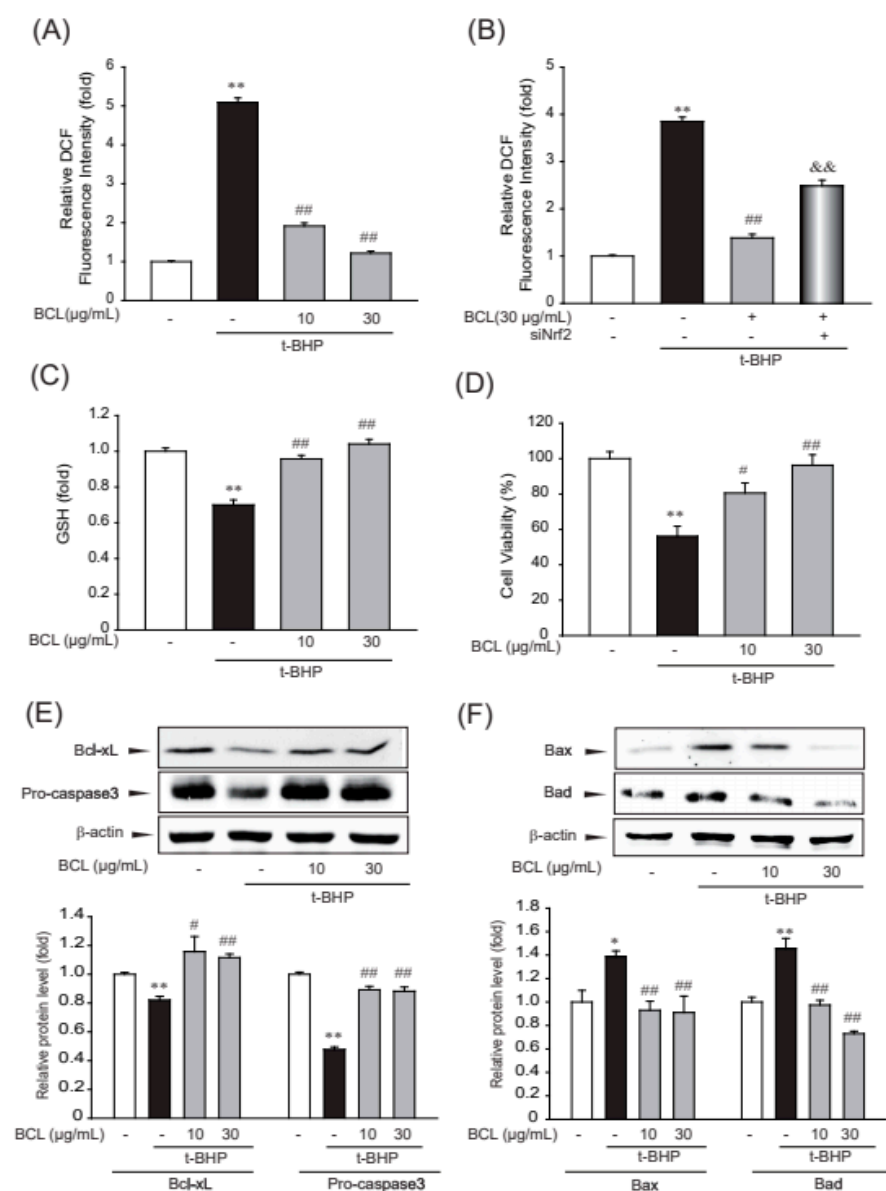 (A)
Relative DCF
Fluorescence Intensity (fold)
6
5
4
3
2
1
0
**
##
##
BCL(µg/mL) - - 10 30
t-BHP
(B)
Relative DCF
Fluorescence Intensity (fold)
5
4
3
2
1
0
**
##
&&
BCL(30 µg/mL) - - + +
siNrf2 - - - +
t-BHP
(C)
GSH (fold)
1.2
1.0
0.8
0.6
0.4
0.2
0.0
**
##
##
BCL (µg/mL) - - 10 30
t-BHP
(D)
Cell Viability (%)
120
100
80
60
40
20
0
**
#
##
BCL (µg/mL) - - 10 30
t-BHP
(E)
Bcl-xL
Pro-caspase3
β-actin
BCL (µg/mL) - - 10 30
t-BHP
Relative protein level (fold)
1.4
1.2
1.0
0.8
0.6
0.4
0.2
0
**
#
##
**
##
##
BCL (µg/mL) - - 10 30 - - 10 30
t-BHP t-BHP
Bcl-xL Pro-caspase3
(F)
Bax
Bad
β-actin
BCL (µg/mL) - - 10 30
t-BHP
Relative protein level (fold)
1.8
1.6
1.4
1.2
1.0
0.8
0.6
0.4
0.2
0
*
##
##
**
##
##
BCL (µg/mL) - - 10 30 - - 10 30
t-BHP t-BHP
Bax Bad